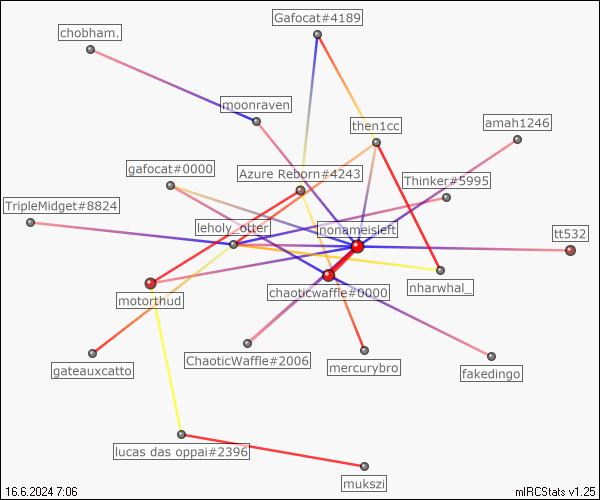 Gafocat#4189
chobham.
moonraven
then1cc
amah1246
gafocat#0000
Azure Reborn#4243
Thinker#5995
TripleMidget#8824
leholy_otter
nonameisleft
tt532
chaoticwaffle#0000
nharwhal_
motorthud
ChaoticWaffle#2006
mercurybro
gateauxcatto
fakedingo
lucas das oppai#2396
mukszi
16.6.2024 7:06
mIRCStats v1.25